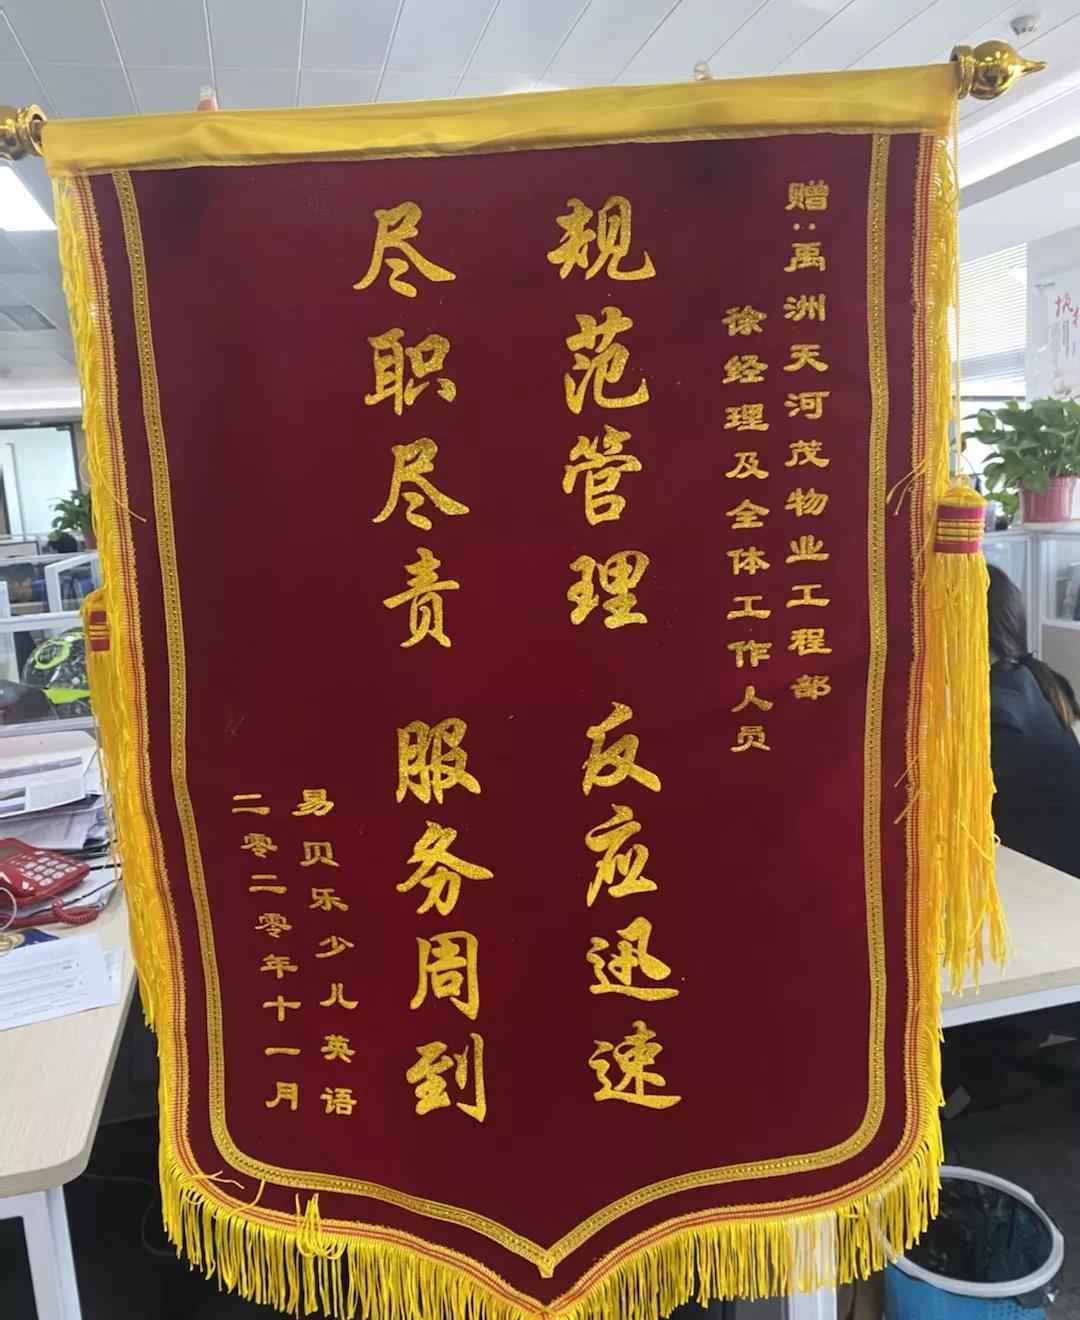 赠:禹洲天河茂物业工程部
徐经理及全体工作人员
规范管理 反应迅速
尽职尽责 服务周到
易贝乐少儿英语
二零二零年十一月